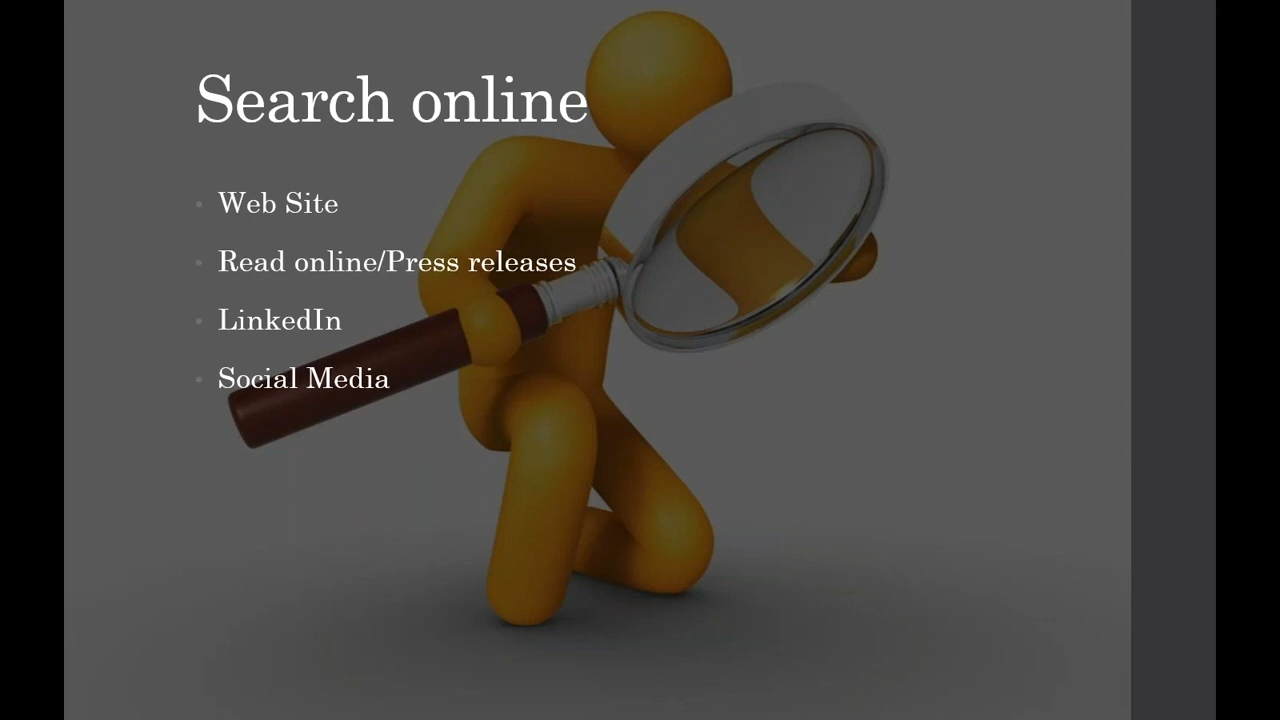 Search online
Web Site
Read online/Press releases
LinkedIn
Social Media